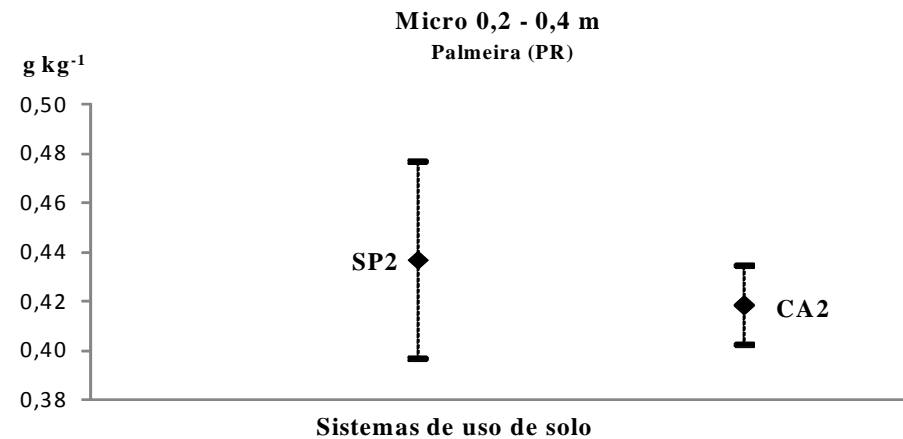 Micro 0,2 - 0,4 m
Palmeira (PR)
g kg-1
0,50
0,48
0,46
0,44
0,42
0,40
0,38
SP2
CA2
Sistemas de uso de solo